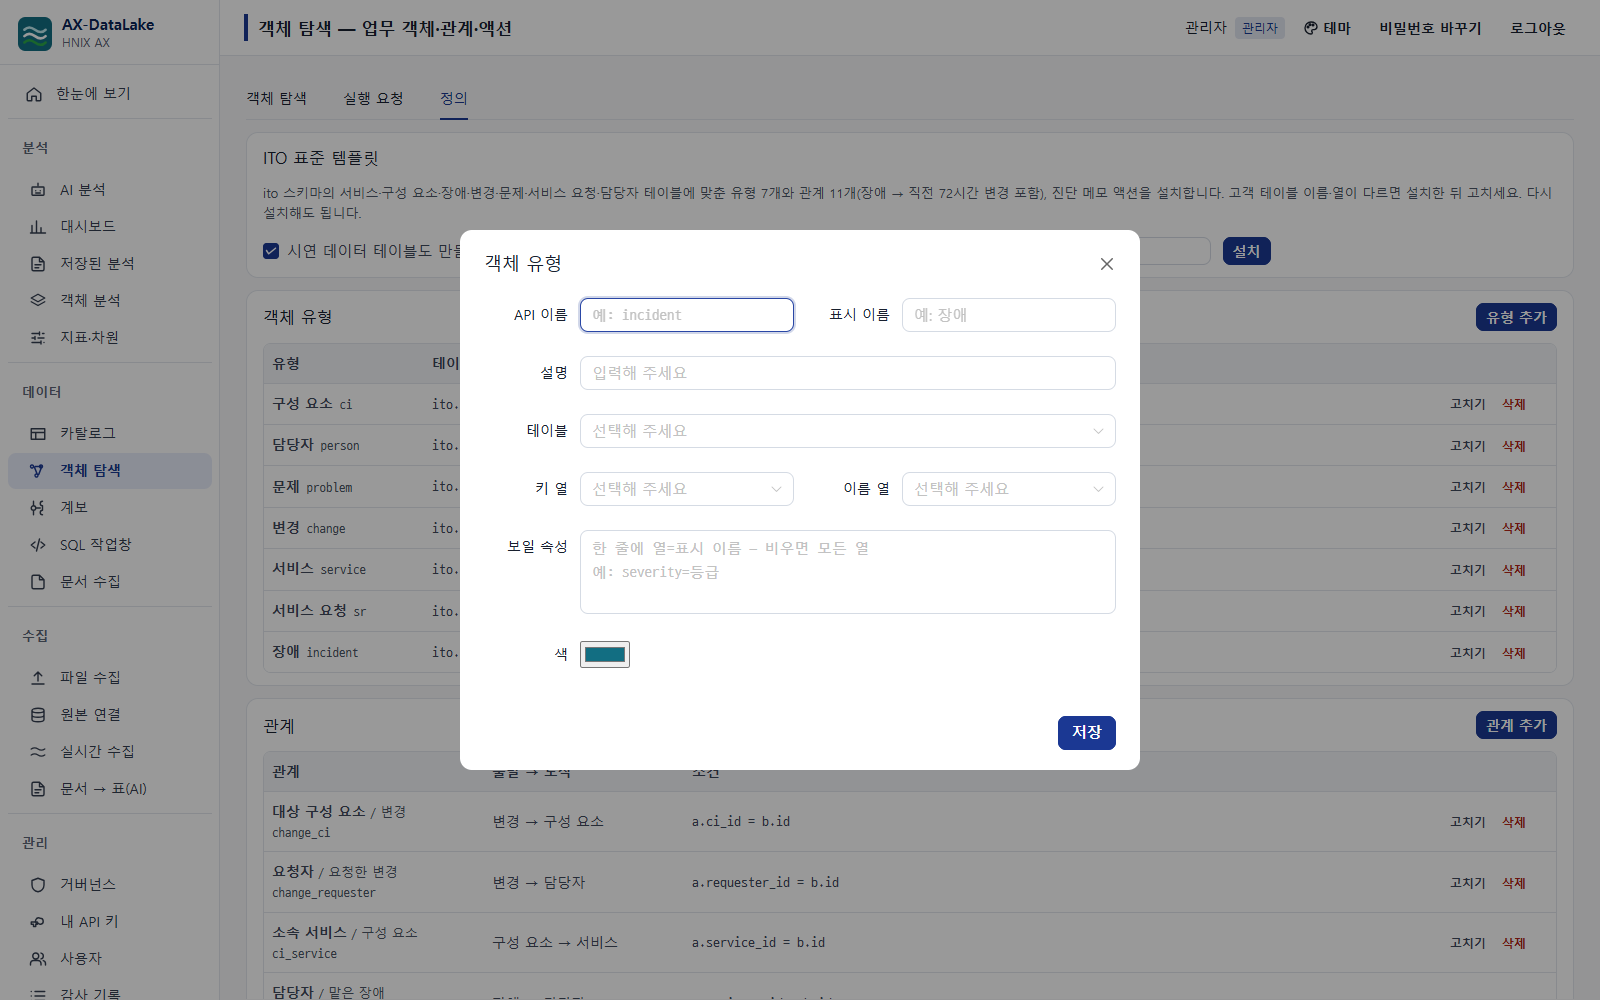 AX-DataLake
HNIX AX
한눈에 보기
분석
AI 분석
대시보드
저장된 분석
객체 분석
지표·차원
데이터
카탈로그
객체 탐색
계보
SQL 작업창
문서 수집
수집
파일 수집
원본 연결
실시간 수집
문서 → 표(AI)
관리
거버넌스
내 API 키
사용자
감사 기록
객체 탐색 — 업무 객체·관계·액션
관리자 관리자 테마 비밀번호 바꾸기 로그아웃
객체 탐색 실행 요청 정의
ITO 표준 템플릿
ito 스키마의 서비스·구성 요소·장애·변경·문제·서비스 요청·담당자 테이블에 맞춘 유형 7개와 관계 11개(장애 → 직전 72시간 변경 포함), 진단 메모 액션을 설치합니다. 고객 테이블 이름·열이 다르면 설치한 뒤 고치세요. 다시
설치해도 됩니다.
시연 데이터 테이블도 만들 설치
객체 유형 유형 추가
유형 테이
구성 요소 ci ito. 고치기 삭제
담당자 person ito. 고치기 삭제
문제 problem ito. 고치기 삭제
변경 change ito. 고치기 삭제
서비스 service ito. 고치기 삭제
서비스 요청 sr ito. 고치기 삭제
장애 incident ito. 고치기 삭제
객체 유형
API 이름 예: incident 표시 이름 예: 장애
설명 입력해 주세요
테이블 선택해 주세요
키 열 선택해 주세요 이름 열 선택해 주세요
보일 속성 한 줄에 열=표시 이름 — 비우면 모든 열
예: severity=등급
색
저장
관계 관계 추가
관계 출발 → 도착 조건
대상 구성 요소 / 변경
change_ci
변경 → 구성 요소 a.ci_id = b.id 고치기 삭제
요청자 / 요청한 변경
change_requester
변경 → 담당자 a.requester_id = b.id 고치기 삭제
소속 서비스 / 구성 요소
ci_service
구성 요소 → 서비스 a.service_id = b.id 고치기 삭제
담당자 / 맡은 장애